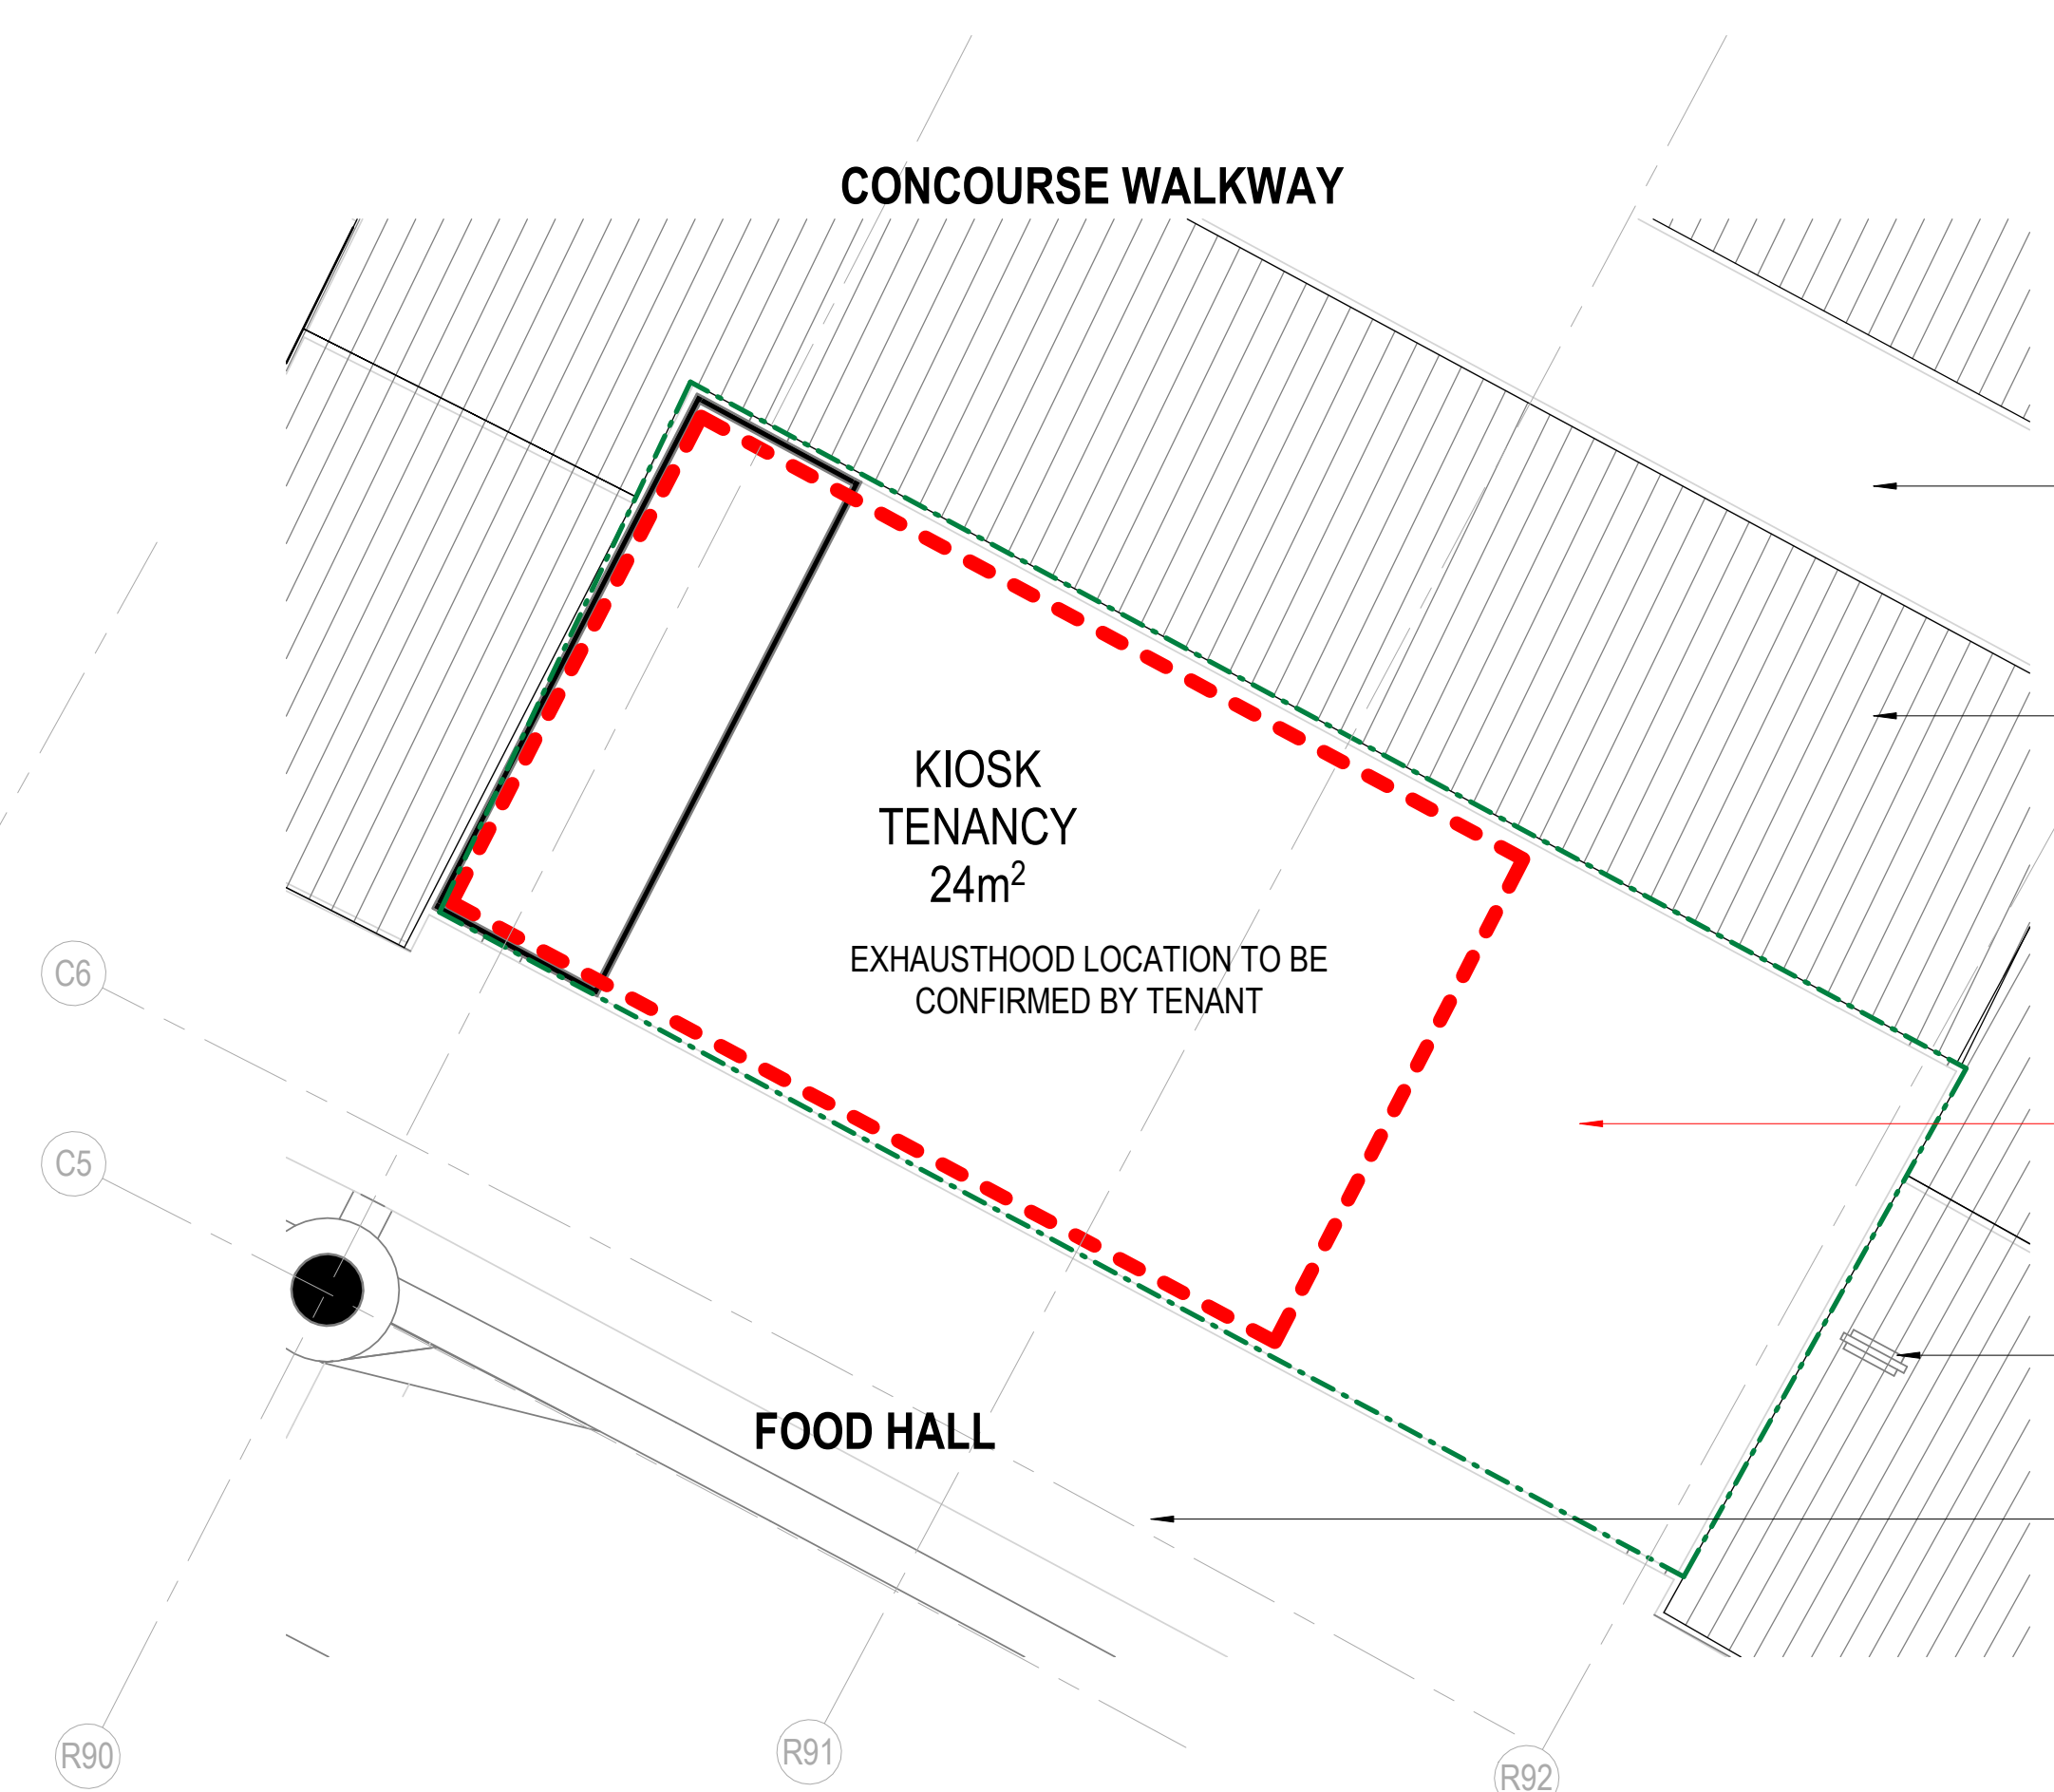 CONCOURSE WALKWAY
KIOSK
TENANCY
24m²
EXHAUSTHOOD LOCATION TO BE
CONFIRMED BY TENANT
C6
C5
FOOD HALL
R90
R91
R92